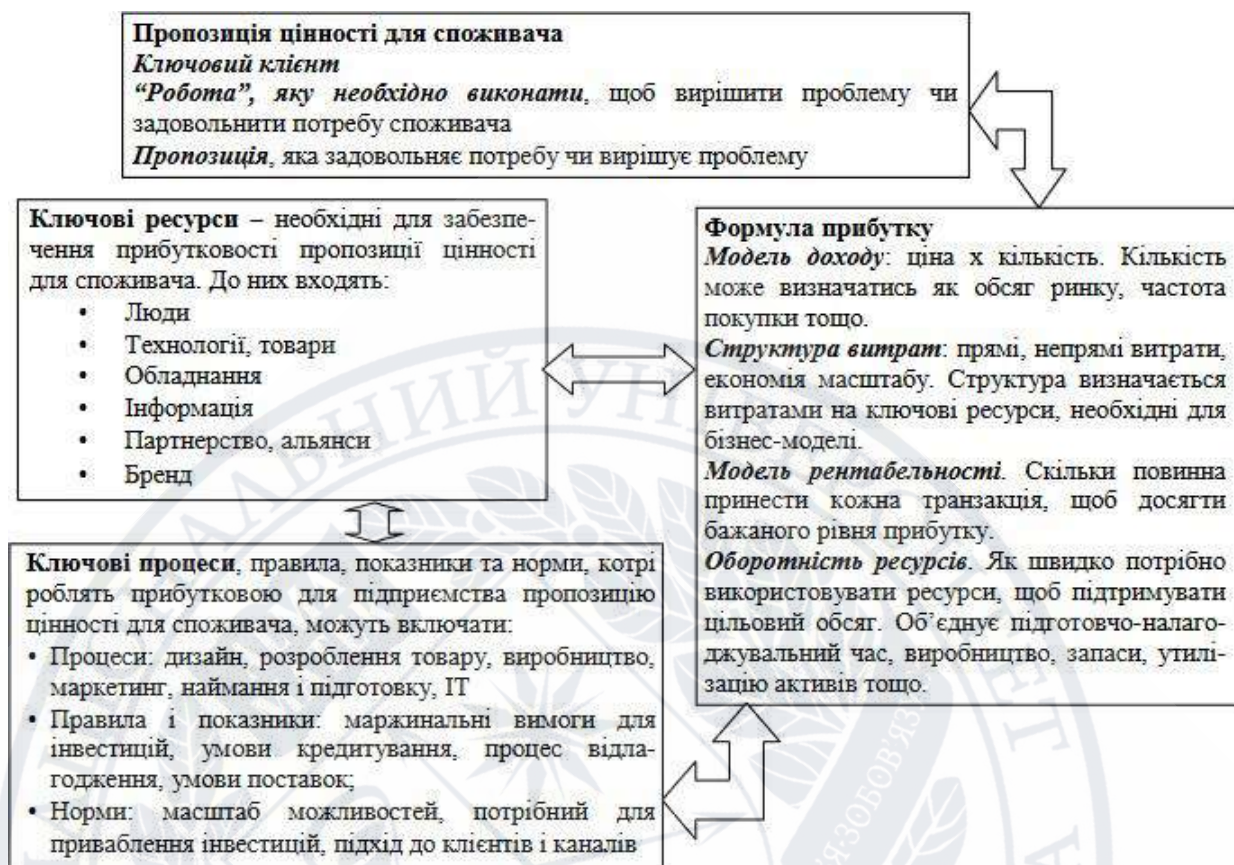 Пропозиція цінності для споживача
Ключовий клієнт
“Робота”, яку необхідно виконати, щоб вирішити проблему чи
задовольнити потребу споживача
Пропозиція, яка задовольняє потребу чи вирішує проблему
Ключові ресурси – необхідні для забезпе-
чення прибутковості пропозиції цінності
для споживача. До них входять:
• Люди
• Технології, товари
• Обладнання
• Інформація
• Партнерство, альянси
• Бренд
Ключові процеси, правила, показники та норми, котрі
роблять прибутковою для підприємства пропозицію
цінності для споживача, можуть включати:
• Процеси: дизайн, розроблення товару, виробництво,
маркетинг, наймання і підготовку, ІТ
• Правила і показники: маржинальні вимоги для
інвестицій, умови кредитування, процес відла-
годження, умови поставок;
• Норми: масштаб можливостей, потрібний для
приваблення інвестицій, підхід до клієнтів і каналів
Формула прибутку
Модель доходу: ціна х кількість. Кількість
може визначатись як обсяг ринку, частота
покупки тощо.
Структура витрат: прямі, непрямі витрати,
економія масштабу. Структура визначається
витратами на ключові ресурси, необхідні для
бізнес-моделі.
Модель рентабельності. Скільки повинна
принести кожна транзакція, щоб досягти
бажаного рівня прибутку.
Оборотність ресурсів. Як швидко потрібно
використовувати ресурси, щоб підтримувати
цільовий обсяг. Об’єднує підготовчо-налаго-
джувальний час, виробництво, запаси, утилі-
зацію активів тощо.